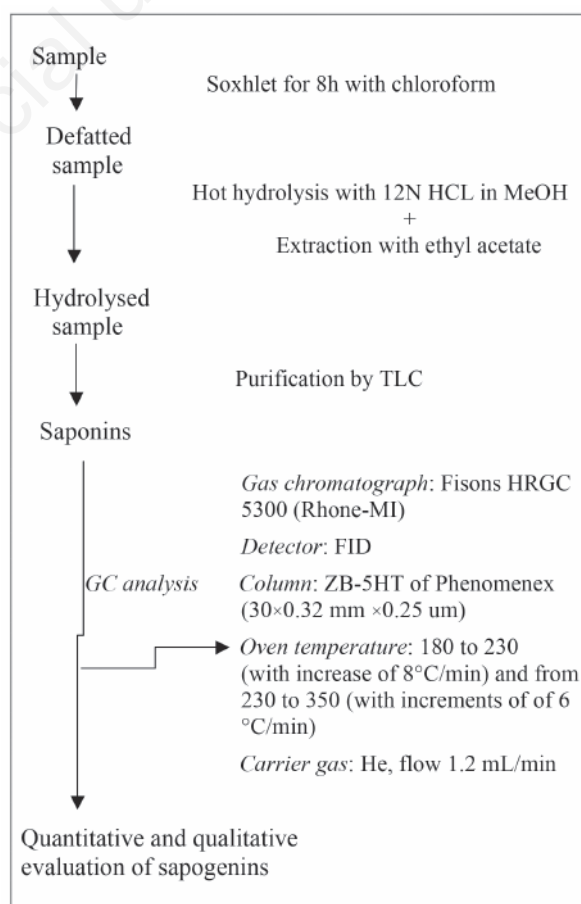 cial u
Sample
Soxhlet for 8h with chloroform
Defatted
sample
Hot hydrolysis with 12N HCL in MeOH
+
Extraction with ethyl acetate
Hydrolysed
sample
Purification by TLC
Saponins
Gas chromatograph: Fisons HRGC
5300 (Rhone-MI)
Detector: FID
GC analysis
Column: ZB-5HT of Phenomenex
(30×0.32 mm ×0.25 um)
Oven temperature: 180 to 230
(with increase of 8°C/min) and from
230 to 350 (with increments of of 6
°C/min)
Carrier gas: He, flow 1.2 mL/min
Quantitative and qualitative
evaluation of sapogenins